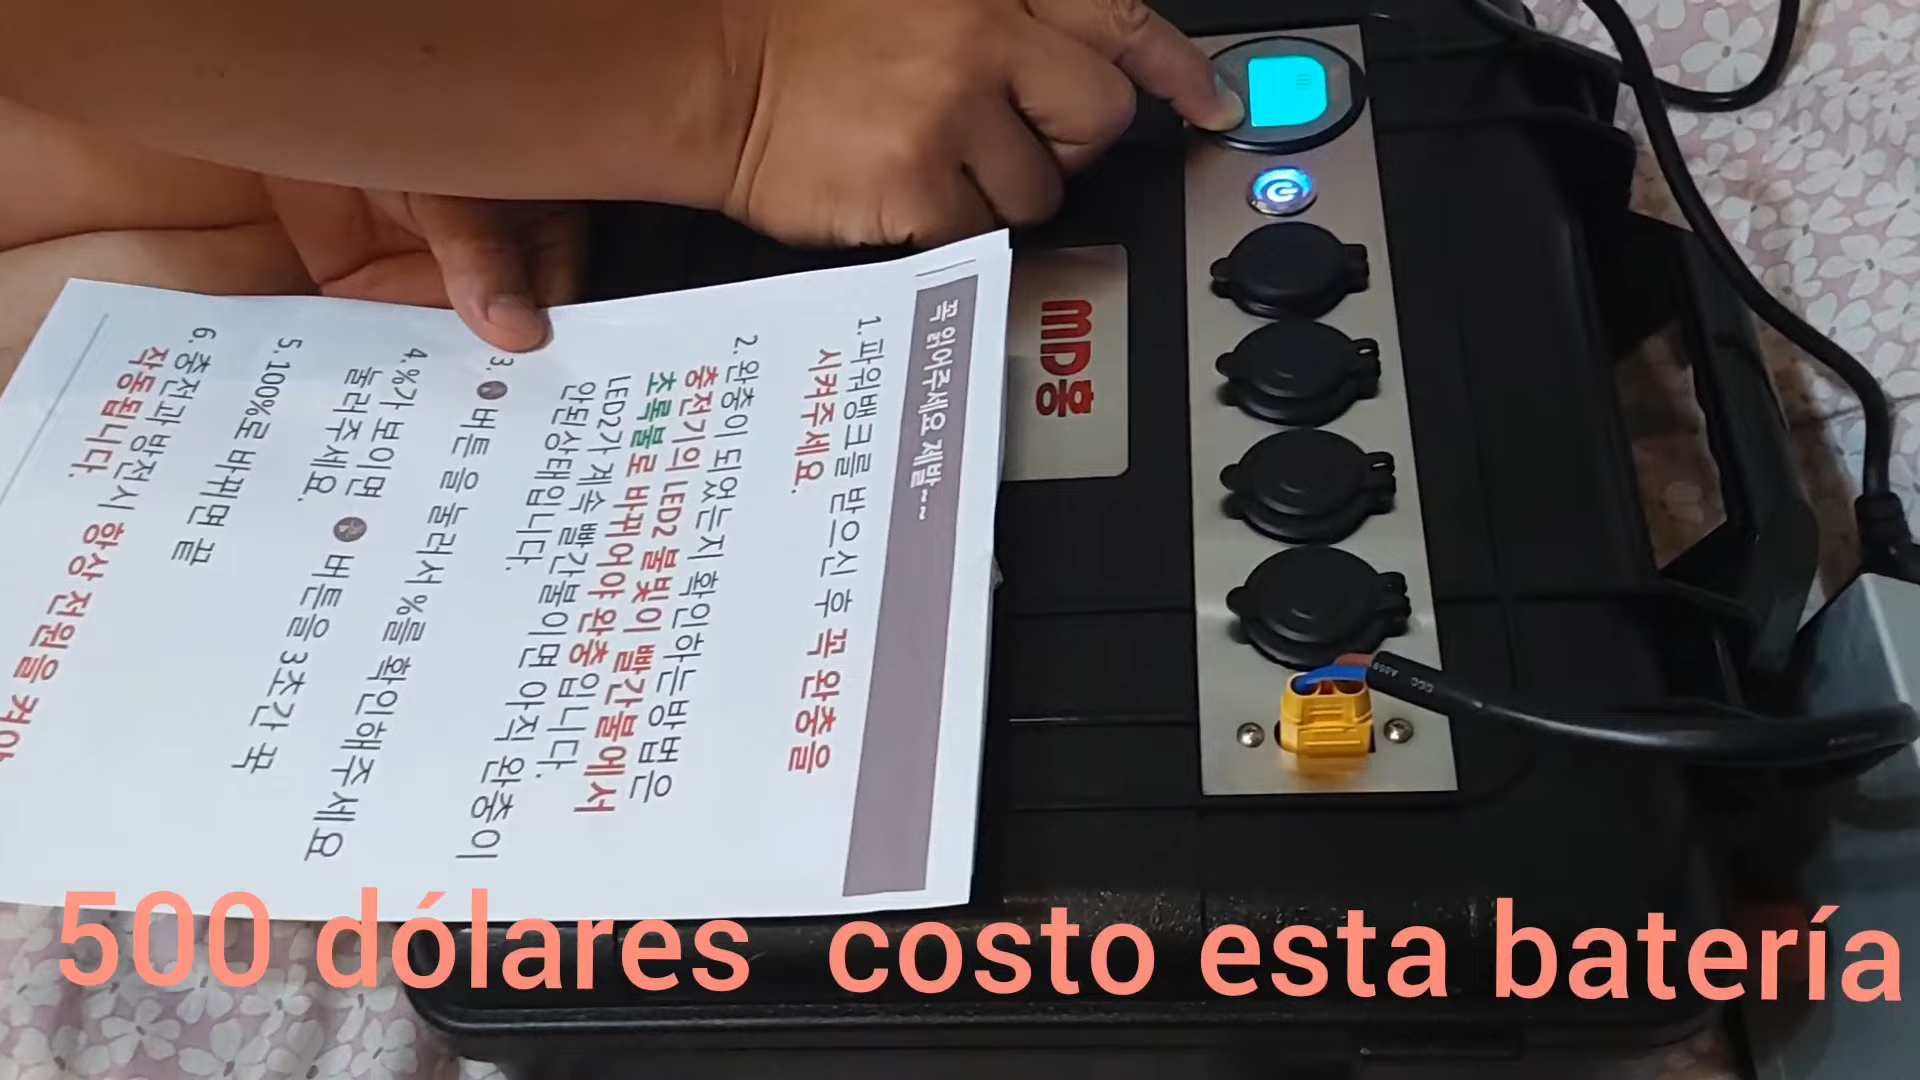 꼭 읽어주세요 제발~~
1. 파워뱅크를 받으신 후 꼭 완충을
시켜주세요.
2. 완충이 되었는지 확인하는방법은
충전기의 LED2 불빛이 빨간불에서
초록불로 바뀌어야 완충입니다.
LED2가 계속 빨간불이면 아직 완충이
안된상태입니다.
3. 버튼 을 눌러서 %를 확인해주세요
4. %가 보이면 버튼을 3초간 꾹
눌러주세요.
5. 100%로 바뀌면 끝
6. 충전과 방전시 항상 전원을 켜야
작동됩니다.
MD홍
CCC A059
500 dólares costo esta batería